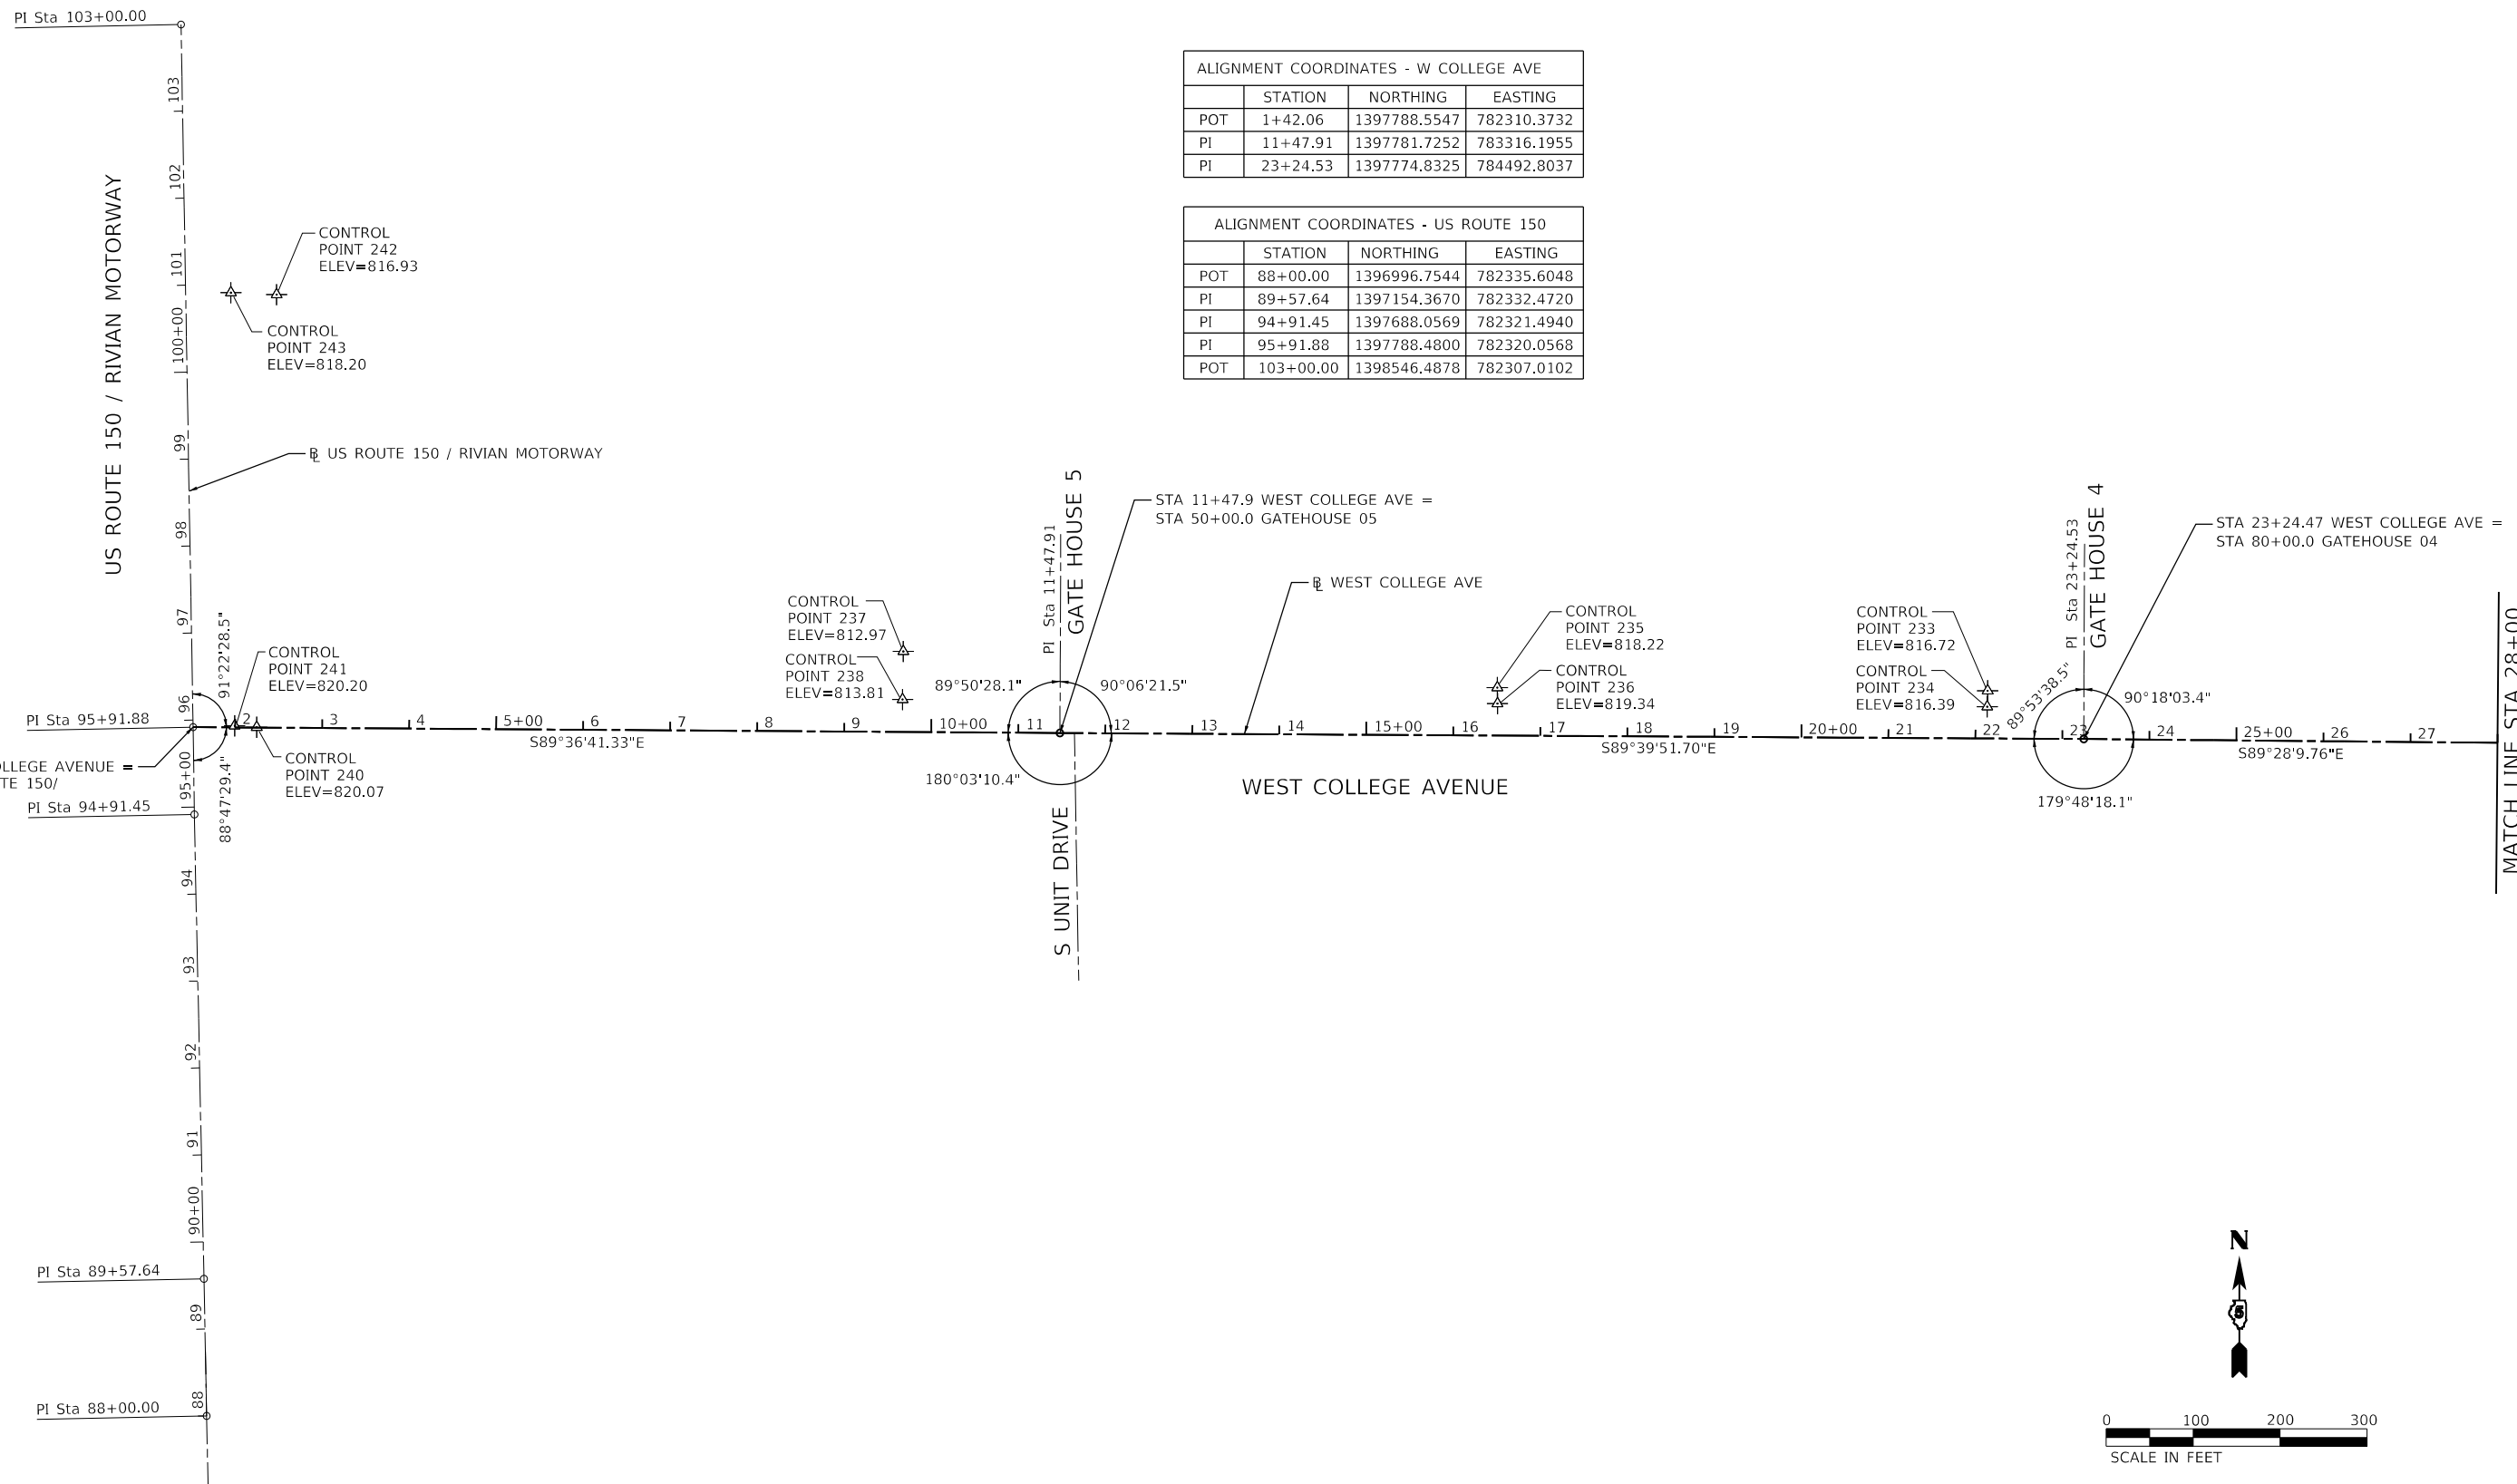 PI Sta 103+00.00
103
102
101
100+00
99
98
97
96
95+00
94
93
92
91
90+00
89
88
US ROUTE 150 / RIVIAN MOTORWAY
CONTROL
POINT 242
ELEV=816.93
CONTROL
POINT 243
ELEV=818.20
ALIGNMENT COORDINATES - W COLLEGE AVE
STATION NORTHING EASTING
POT 1+42.06 1397788.5547 782310.3732
PI 11+47.91 1397781.7252 783316.1955
PI 23+24.53 1397774.8325 784492.8037
ALIGNMENT COORDINATES - US ROUTE 150
STATION NORTHING EASTING
POT 88+00.00 1396996.7544 782335.6048
PI 89+57.64 1397154.3670 782332.4720
PI 94+91.45 1397688.0569 782321.4940
PI 95+91.88 1397788.4800 782320.0568
POT 103+00.00 1398546.4878 782307.0102
BL US ROUTE 150 / RIVIAN MOTORWAY
91°22'28.5"
CONTROL
POINT 241
ELEV=820.20
PI Sta 95+91.88
OLLEGE AVENUE =
TE 150/
PI Sta 94+91.45
88°47'29.4"
CONTROL
POINT 240
ELEV=820.07
2 3 4 5+00 6 7 8 9 10+00 11 12 13 14 15+00 16 17 18 19 20+00 21 22 23 24 25+00 26 27
S89°36'41.33"E
CONTROL
POINT 237
ELEV=812.97
CONTROL
POINT 238
ELEV=813.81
PI Sta 11+47.91
GATE HOUSE 5
STA 11+47.9 WEST COLLEGE AVE =
STA 50+00.0 GATEHOUSE 05
BL WEST COLLEGE AVE
89°50'28.1"
90°06'21.5"
180°03'10.4"
S UNIT DRIVE
WEST COLLEGE AVENUE
CONTROL
POINT 235
ELEV=818.22
CONTROL
POINT 236
ELEV=819.34
S89°39'51.70"E
CONTROL
POINT 233
ELEV=816.72
CONTROL
POINT 234
ELEV=816.39
PI Sta 23+24.53
GATE HOUSE 4
STA 23+24.47 WEST COLLEGE AVE =
STA 80+00.0 GATEHOUSE 04
89°53'38.5"
90°18'03.4"
179°48'18.1"
S89°28'9.76"E
MATCH LINE STA 28+00
PI Sta 89+57.64
PI Sta 88+00.00
N
5
0 100 200 300
SCALE IN FEET